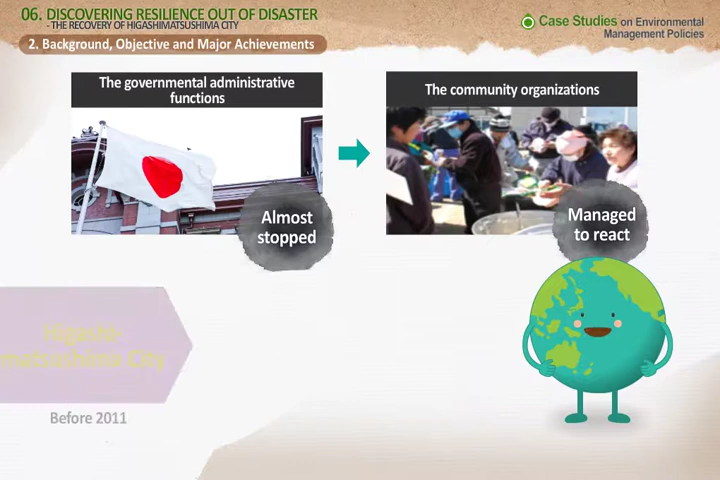 06. DISCOVERING RESILIENCE OUT OF DISASTER
- THE RECOVERY OF HIGASHIMATSUSHIMA CITY
Case Studies on Environmental
Management Policies
2. Background, Objective and Major Achievements
The governmental administrative
functions
The community organizations
Almost
stopped
Managed
to react
Higashi-
matsushima City
Before 2011